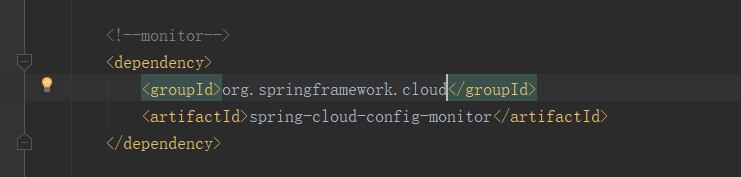 <!--monitor-->
<dependency>
<groupId>org.springframework.cloud</groupId>
<artifactId>spring-cloud-config-monitor</artifactId>
</dependency>